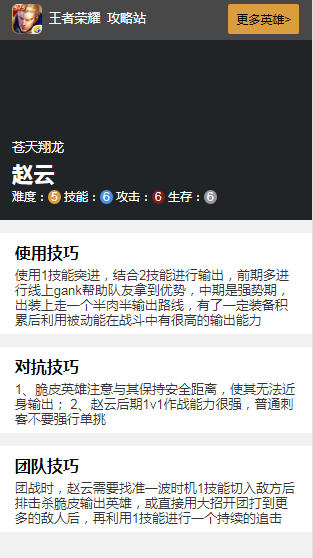 王者荣耀 攻略站
更多英雄>
苍天翔龙
赵云
难度：5 技能：6 攻击：6 生存：6
使用技巧
使用1技能突进，结合2技能进行输出，前期多进
行线上gank帮助队友拿到优势，中期是强势期，
出装上走一个半肉半输出路线，有了一定装备积
累后利用被动能在战斗中有很高的输出能力
对抗技巧
1、脆皮英雄注意与其保持安全距离，使其无法近
身输出； 2、赵云后期1v1作战能力很强，普通刺
客不要强行单挑
团队技巧
团战时，赵云需要找准一波时机1技能切入敌方后
排击杀脆皮输出英雄，或直接用大招开团打到更
多的敌人后，再利用1技能进行一个持续的追击